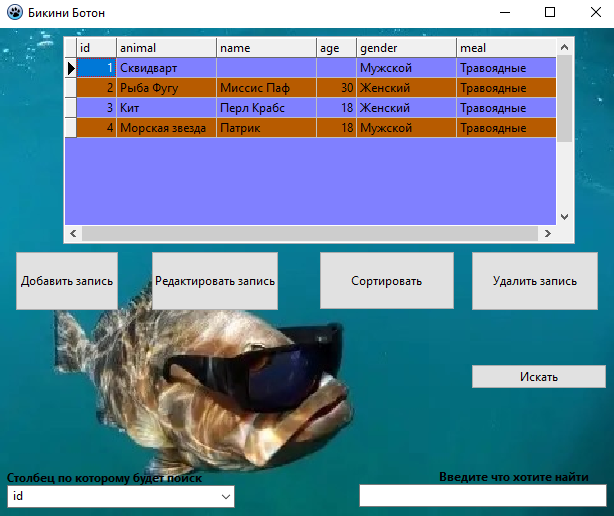 Бикини Ботон
id animal name age gender meal
1 Сквидварт Мужской Травоядные
2 Рыба Фугу Миссис Паф 30 Женский Травоядные
3 Кит Перл Крабс 18 Женский Травоядные
4 Морская звезда Патрик 18 Мужской Травоядные
Добавить запись Редактировать запись Сортировать Удалить запись
Искать
Столбец по которому будет поиск Введите что хотите найти
id